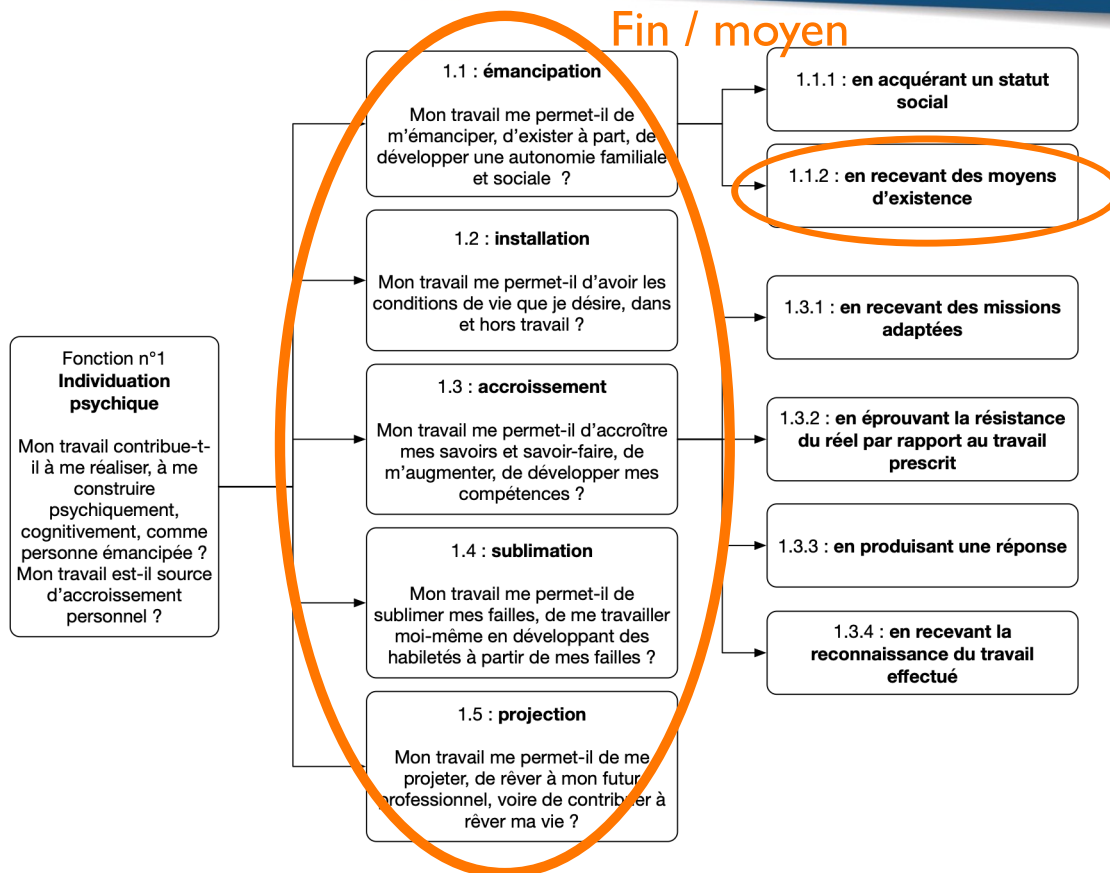 Fin / moyen
Fonction n°1
Individuation
psychique
Mon travail contribue-t-
il à me réaliser, à me
construire
psychiquement,
cognitivement, comme
personne émancipée ?
Mon travail est-il source
d'accroissement
personnel ?
1.1 : émancipation
Mon travail me permet-il de
m'émanciper, d'exister à part, de
développer une autonomie familiale
et sociale  ?
1.2 : installation
Mon travail me permet-il d'avoir les
conditions de vie que je désire, dans
et hors travail ?
1.3 : accroissement
Mon travail me permet-il d'accroître
mes savoirs et savoir-faire, de
m'augmenter, de développer mes
compétences ?
1.4 : sublimation
Mon travail me permet-il de
sublimer mes failles, de me travailler
moi-même en développant des
habiletés à partir de mes failles ?
1.5 : projection
Mon travail me permet-il de me
projeter, de rêver à mon futur
professionnel, voire de contribuer à
rêver ma vie ?
1.1.1 : en acquérant un statut
social
1.1.2 : en recevant des moyens
d'existence
1.3.1 : en recevant des missions
adaptées
1.3.2 : en éprouvant la résistance
du réel par rapport au travail
prescrit
1.3.3 : en produisant une réponse
1.3.4 : en recevant la
reconnaissance du travail
effectué